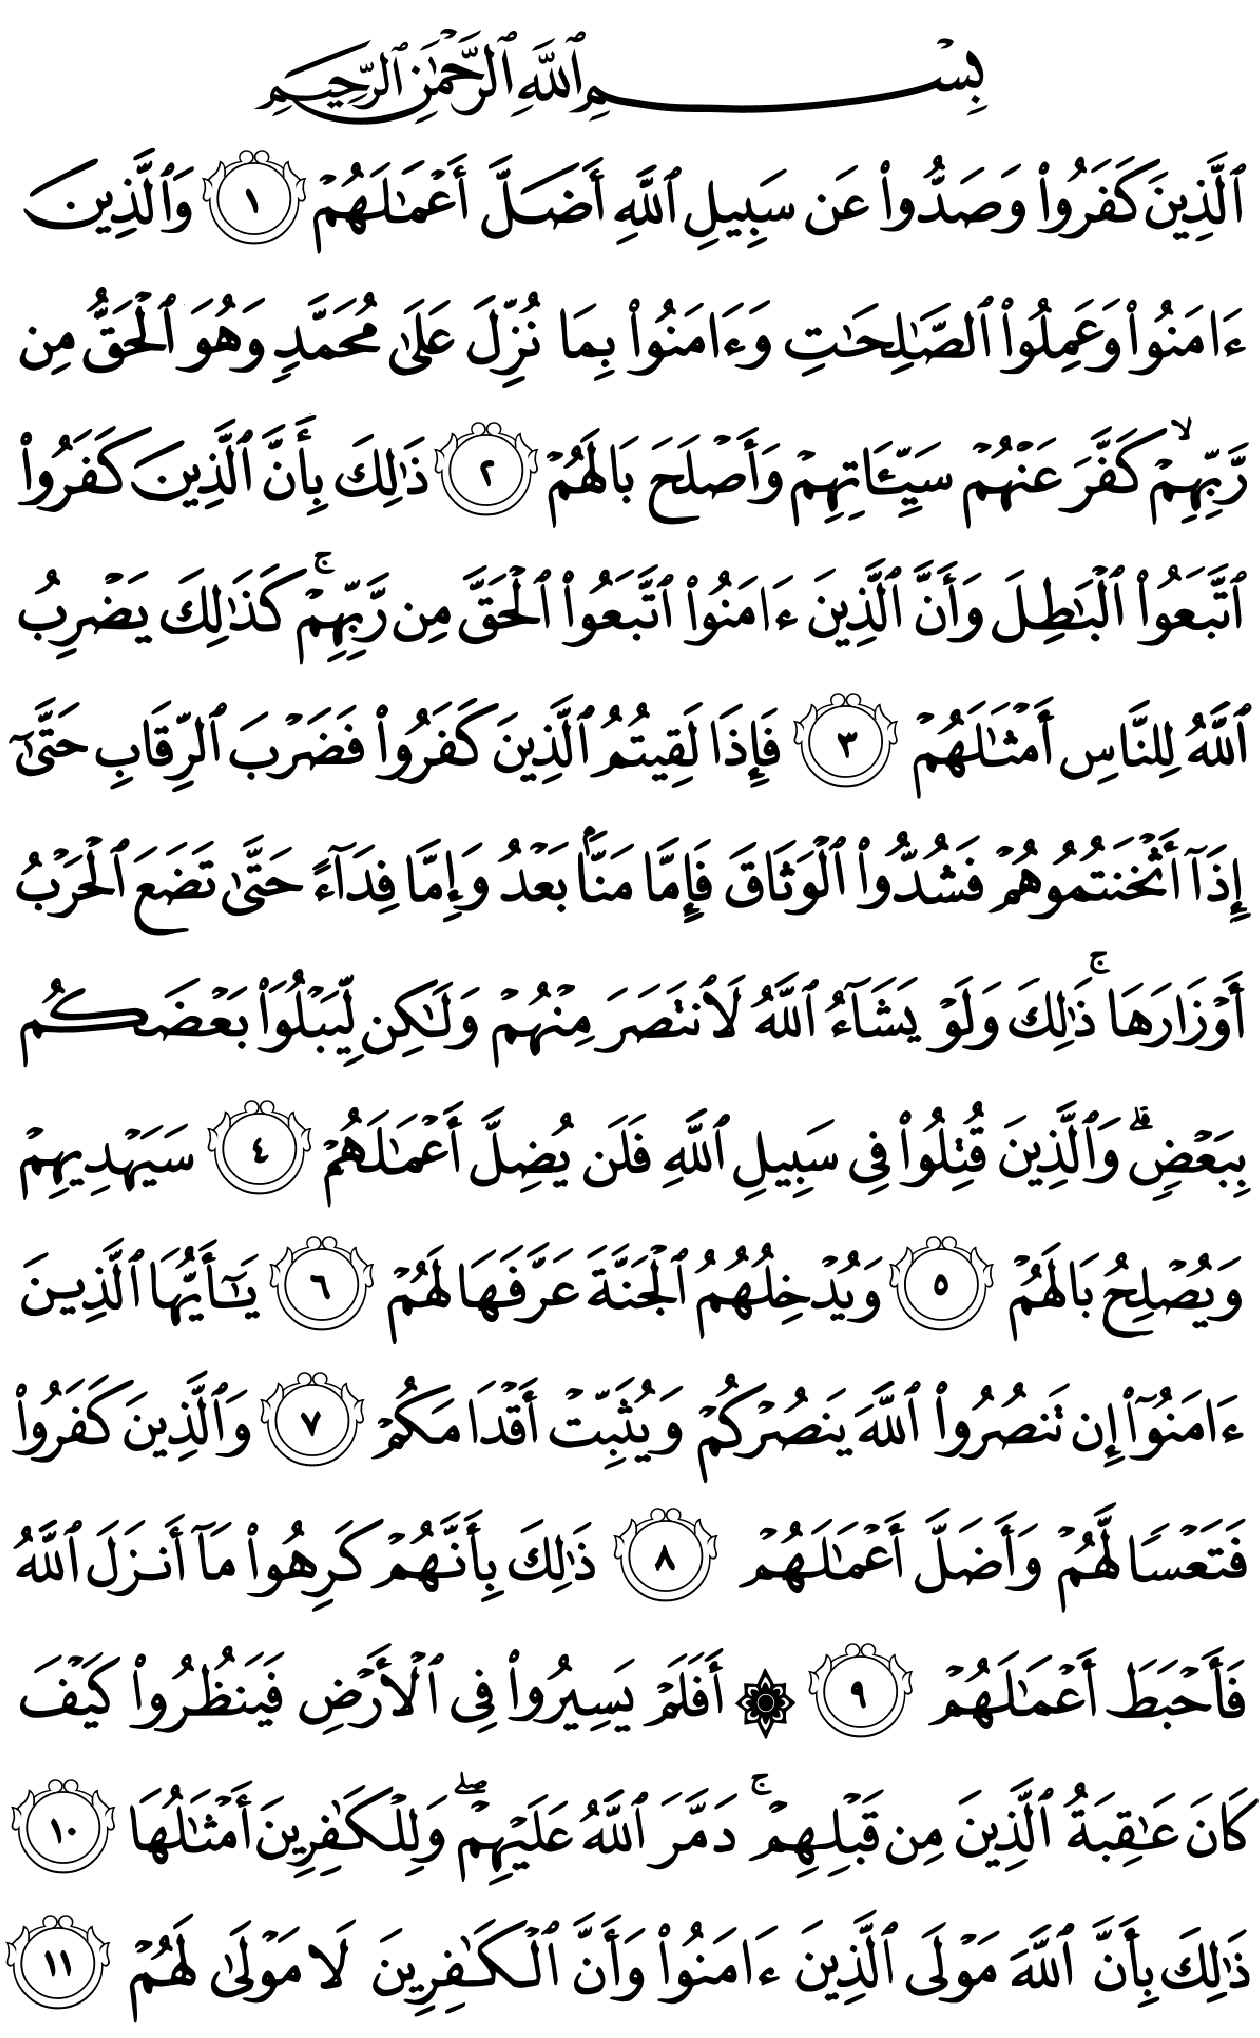 بِسْمِ ٱللَّهِ ٱلرَّحْمَٰنِ ٱلرَّحِيمِ
ٱلَّذِينَ كَفَرُوا۟ وَصَدُّوا۟ عَن سَبِيلِ ٱللَّهِ أَضَلَّ أَعْمَٰلَهُمْ ١ وَٱلَّذِينَ
ءَامَنُوا۟ وَعَمِلُوا۟ ٱلصَّٰلِحَٰتِ وَءَامَنُوا۟ بِمَا نُزِّلَ عَلَىٰ مُحَمَّدٍ وَهُوَ ٱلْحَقُّ مِن
رَّبِّهِمْ ۙ كَفَّرَ عَنْهُمْ سَيِّـَٔاتِهِمْ وَأَصْلَحَ بَالَهُمْ ٢ ذَٰلِكَ بِأَنَّ ٱلَّذِينَ كَفَرُوا۟
ٱتَّبَعُوا۟ ٱلْبَٰطِلَ وَأَنَّ ٱلَّذِينَ ءَامَنُوا۟ ٱتَّبَعُوا۟ ٱلْحَقَّ مِن رَّبِّهِمْ ۚ كَذَٰلِكَ يَضْرِبُ
ٱللَّهُ لِلنَّاسِ أَمْثَٰلَهُمْ ٣ فَإِذَا لَقِيتُمُ ٱلَّذِينَ كَفَرُوا۟ فَضَرْبَ ٱلرِّقَابِ حَتَّىٰٓ
إِذَآ أَثْخَنتُمُوهُمْ فَشُدُّوا۟ ٱلْوَثَاقَ فَإِمَّا مَنًّۢا بَعْدُ وَإِمَّا فِدَآءً حَتَّىٰ تَضَعَ ٱلْحَرْبُ
أَوْزَارَهَا ۚ ذَٰلِكَ وَلَوْ يَشَآءُ ٱللَّهُ لَٱنتَصَرَ مِنْهُمْ وَلَٰكِن لِّيَبْلُوَا۟ بَعْضَكُم
بِبَعْضٍ ۗ وَٱلَّذِينَ قُتِلُوا۟ فِى سَبِيلِ ٱللَّهِ فَلَن يُضِلَّ أَعْمَٰلَهُمْ ٤ سَيَهْدِيهِمْ
وَيُصْلِحُ بَالَهُمْ ٥ وَيُدْخِلُهُمُ ٱلْجَنَّةَ عَرَّفَهَا لَهُمْ ٦ يَٰٓأَيُّهَا ٱلَّذِينَ
ءَامَنُوٓا۟ إِن تَنصُرُوا۟ ٱللَّهَ يَنصُرْكُمْ وَيُثَبِّتْ أَقْدَامَكُمْ ٧ وَٱلَّذِينَ كَفَرُوا۟
فَتَعْسًا لَّهُمْ وَأَضَلَّ أَعْمَٰلَهُمْ ٨ ذَٰلِكَ بِأَنَّهُمْ كَرِهُوا۟ مَآ أَنزَلَ ٱللَّهُ
فَأَحْبَطَ أَعْمَٰلَهُمْ ٩ ۞ أَفَلَمْ يَسِيرُوا۟ فِى ٱلْأَرْضِ فَيَنظُرُوا۟ كَيْفَ
كَانَ عَٰقِبَةُ ٱلَّذِينَ مِن قَبْلِهِمْ ۚ دَمَّرَ ٱللَّهُ عَلَيْهِمْ ۖ وَلِلْكَٰفِرِينَ أَمْثَٰلُهَا ١٠
ذَٰلِكَ بِأَنَّ ٱللَّهَ مَوْلَى ٱلَّذِينَ ءَامَنُوا۟ وَأَنَّ ٱلْكَٰفِرِينَ لَا مَوْلَىٰ لَهُمْ ١١